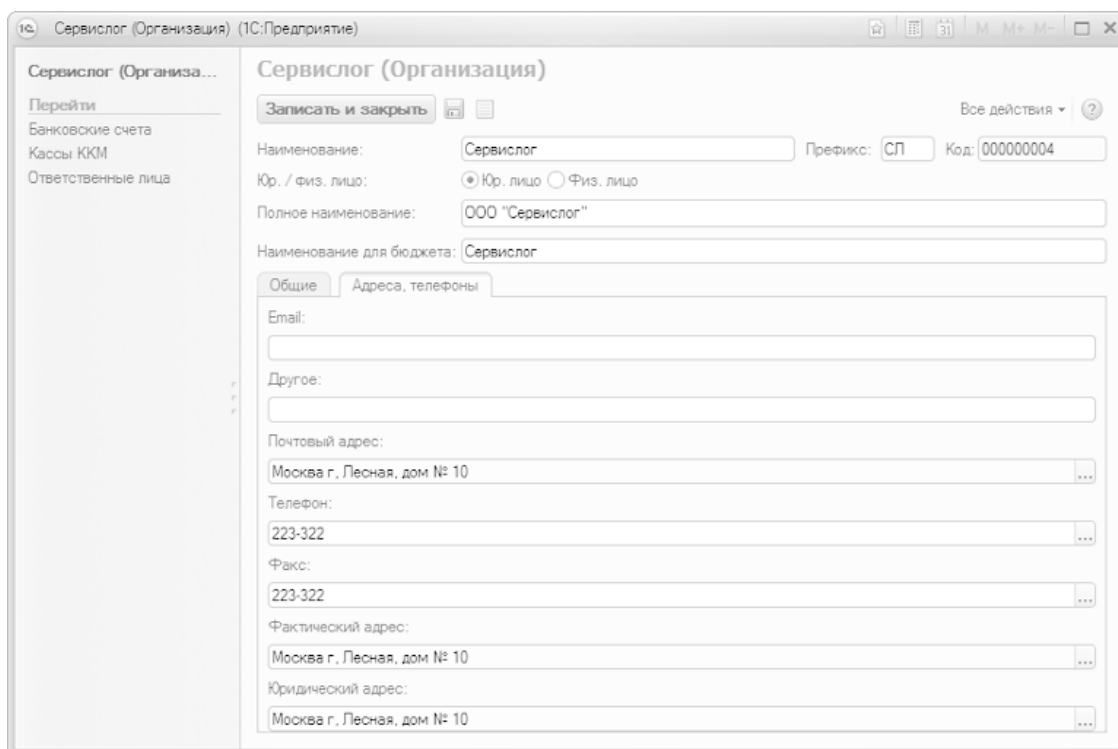 1С Сервислог (Организация) (1С:Предприятие) 31 M M+ M-
Сервислог (Организа...
Перейти
Банковские счета
Кассы ККМ
Ответственные лица
Сервислог (Организация)
Записать и закрыть Все действия ?
Наименование: Сервислог Префикс: СЛ Код: 000000004
Юр. / физ. лицо: Юр. лицо Физ. лицо
Полное наименование: ООО "Сервислог"
Наименование для бюджета: Сервислог
Общие Адреса, телефоны
Email:
Другое:
Почтовый адрес:
Москва г, Лесная, дом № 10 ...
Телефон:
223-322 ...
Факс:
223-322 ...
Фактический адрес:
Москва г, Лесная, дом № 10 ...
Юридический адрес:
Москва г, Лесная, дом № 10 ...